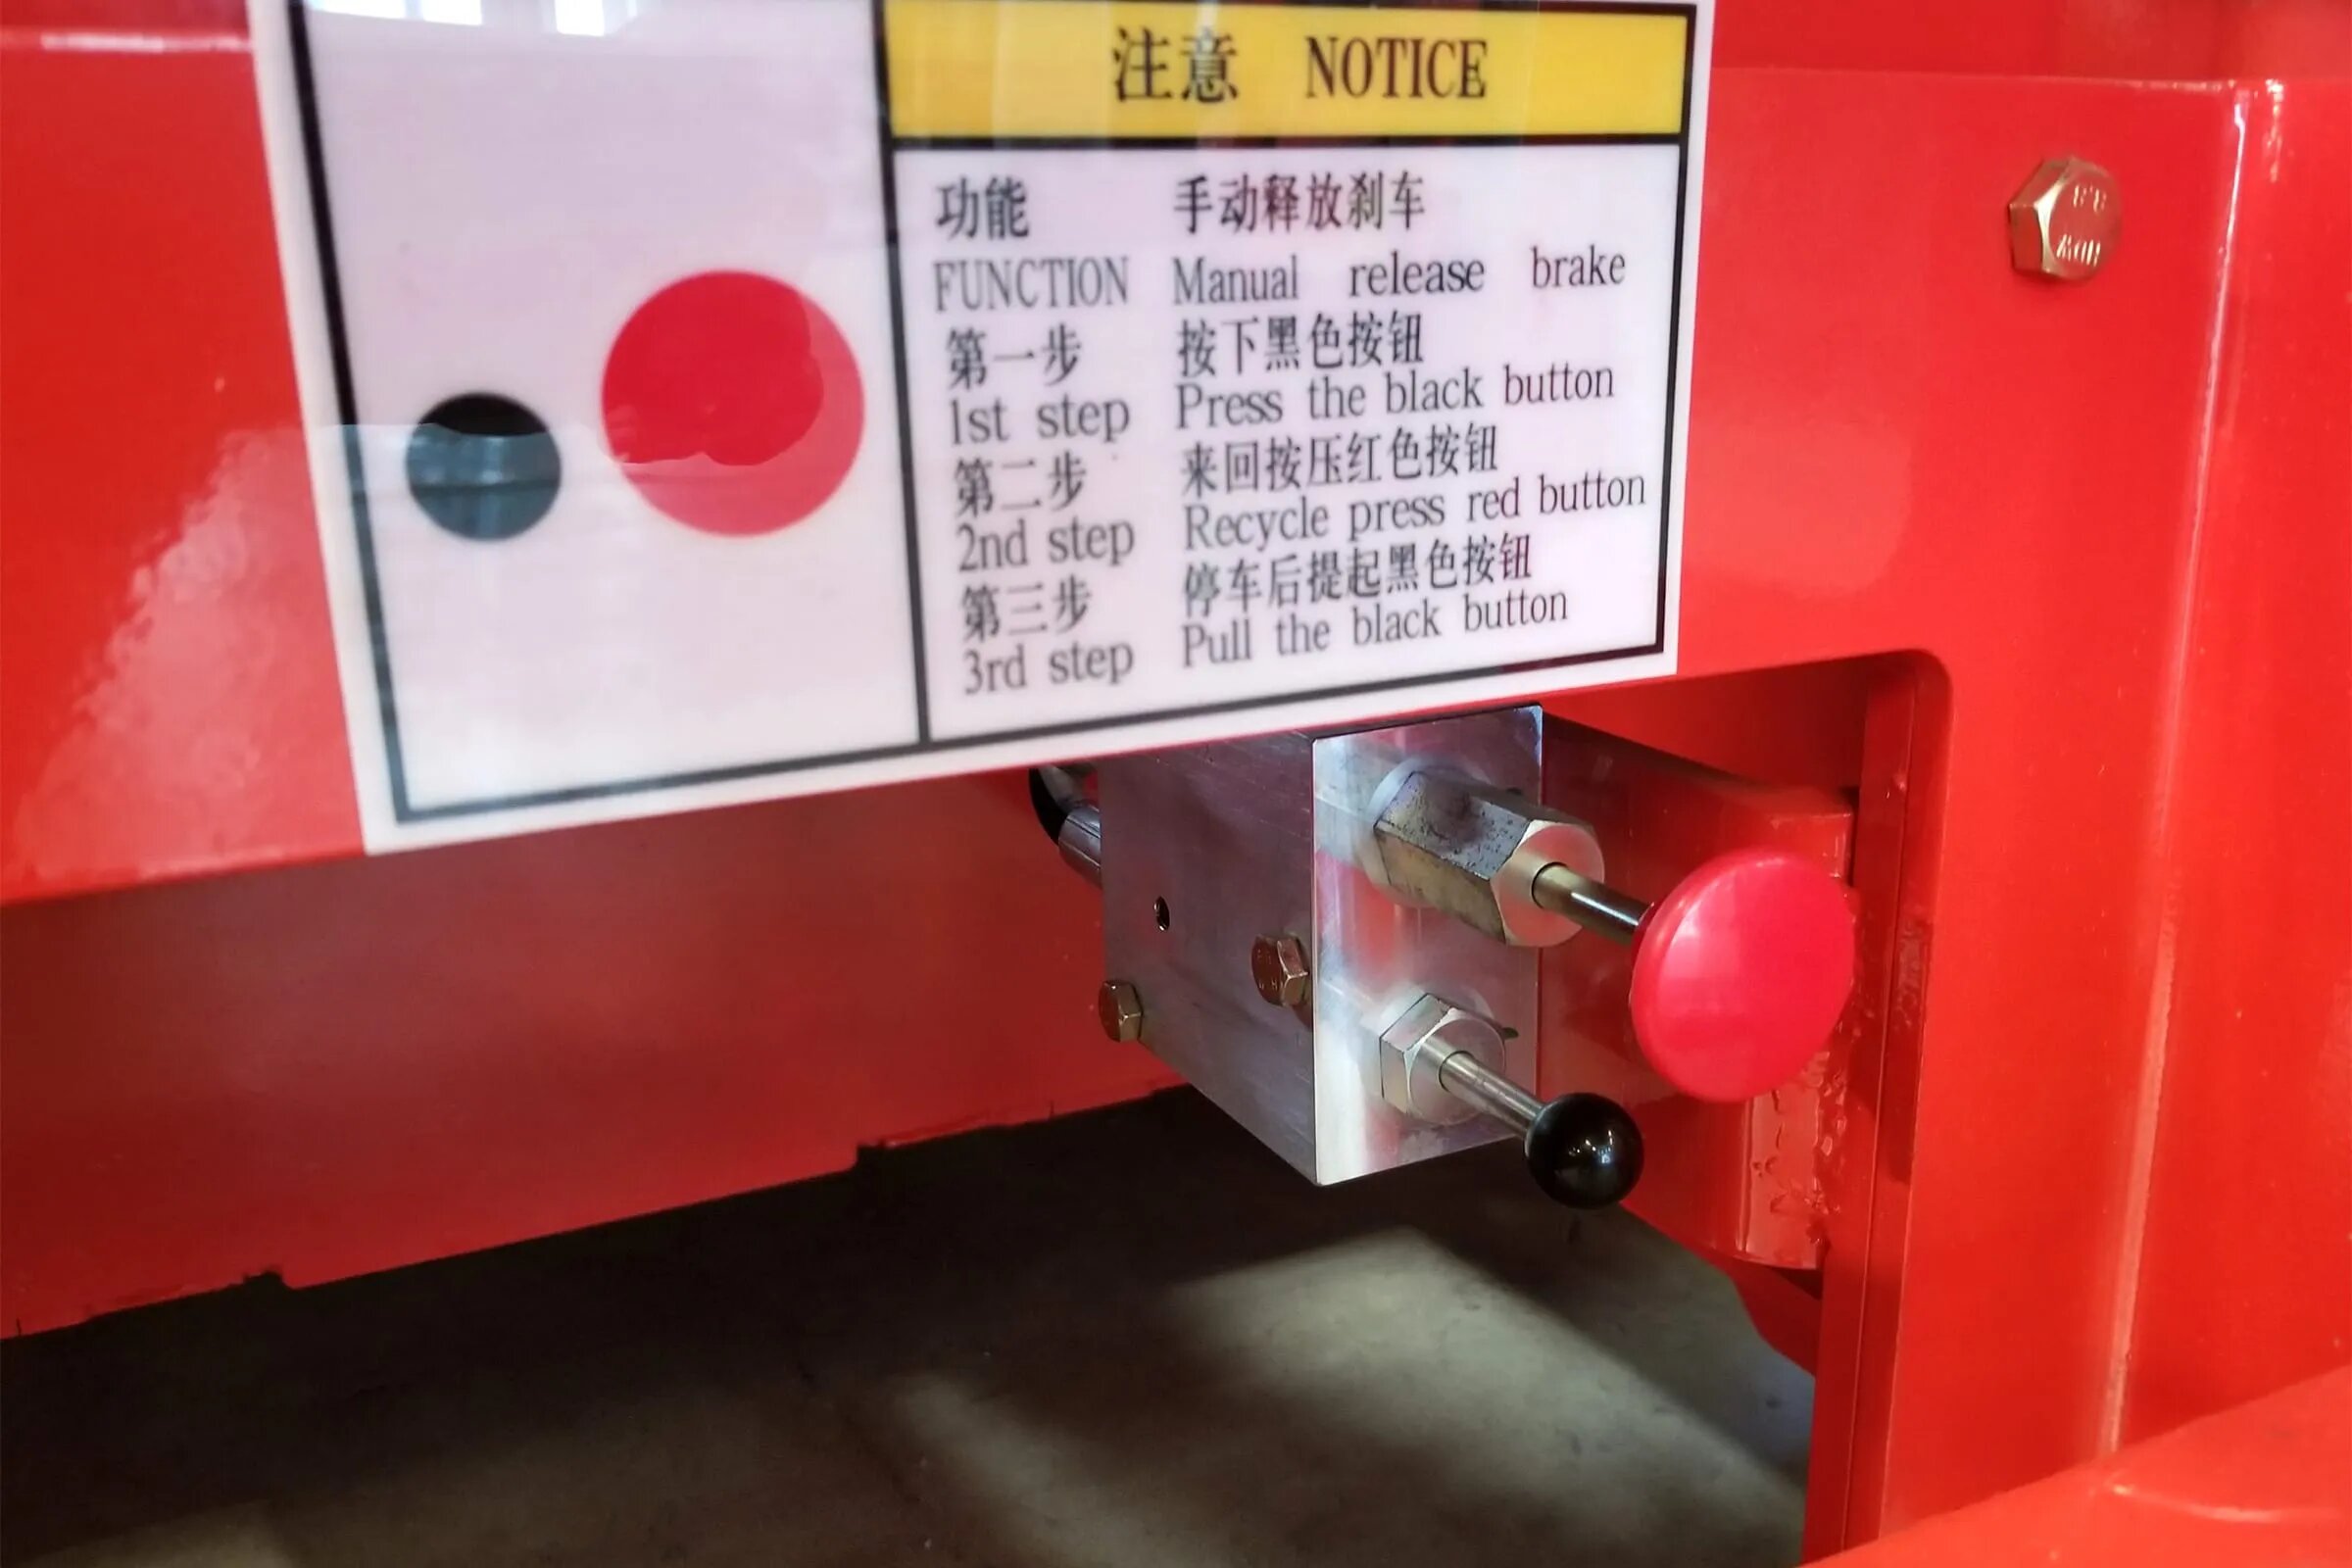 注意 NOTICE
功能 手动释放刹车
FUNCTION Manual release brake
第一步 按下黑色按钮
1st step Press the black button
第二步 来回按压红色按钮
2nd step Recycle press red button
第三步 停车后提起黑色按钮
3rd step Pull the black button
8.8